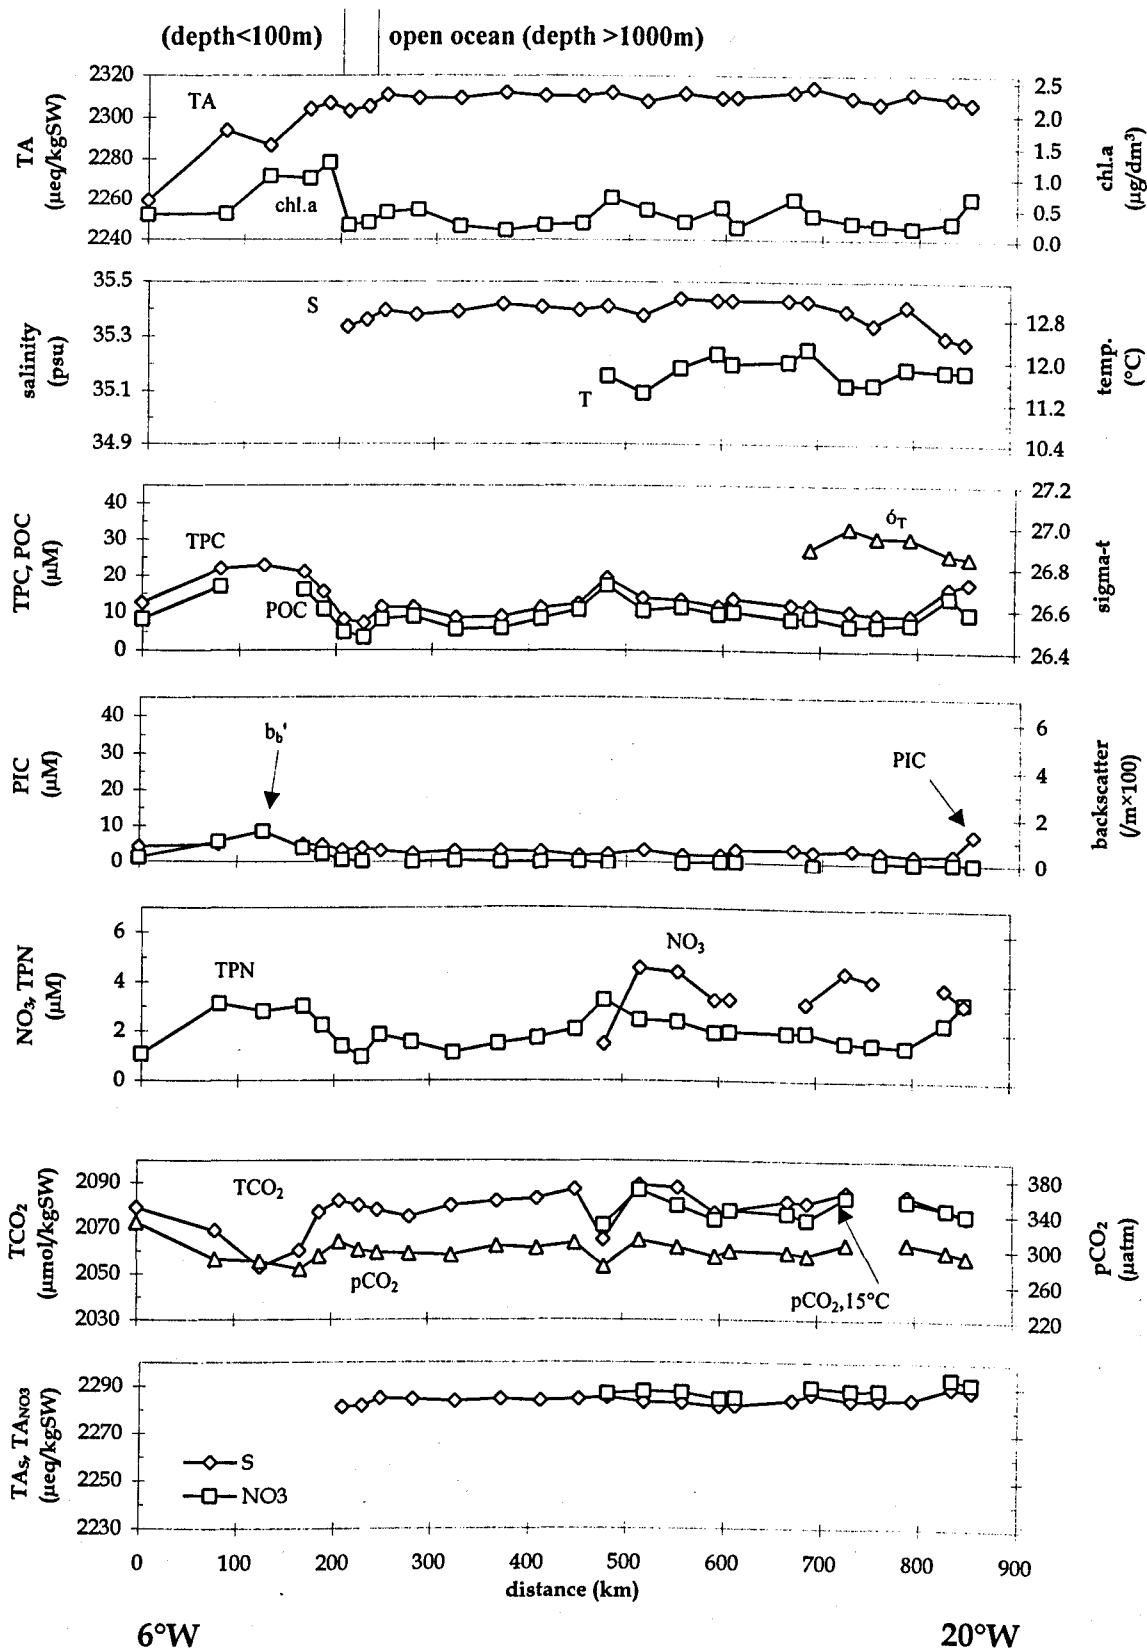 (depth<100m) open ocean (depth >1000m)
2320
2300
2280
2260
2240
TA
(µeq/kgSW)
TA
chl.a
2.5
2.0
1.5
1.0
0.5
0.0
chl.a
(µg/dm³)
35.5
35.3
35.1
34.9
salinity
(psu)
S
T
12.8
12.0
11.2
10.4
temp.
(°C)
40
30
20
10
0
TPC, POC
(µM)
TPC
POC
όT
27.2
27.0
26.8
26.6
26.4
sigma-t
40
30
20
10
0
PIC
(µM)
bb'
PIC
6
4
2
0
backscatter
(/m×100)
6
4
2
0
NO3, TPN
(µM)
TPN
NO3
2090
2070
2050
2030
TCO2
(µmol/kgSW)
TCO2
pCO2
pCO2,15°C
380
340
300
260
220
pCO2
(µatm)
2290
2270
2250
2230
TAS, TANO3
(µeq/kgSW)
S
NO3
0 100 200 300 400 500 600 700 800 900
distance (km)
6°W 20°W